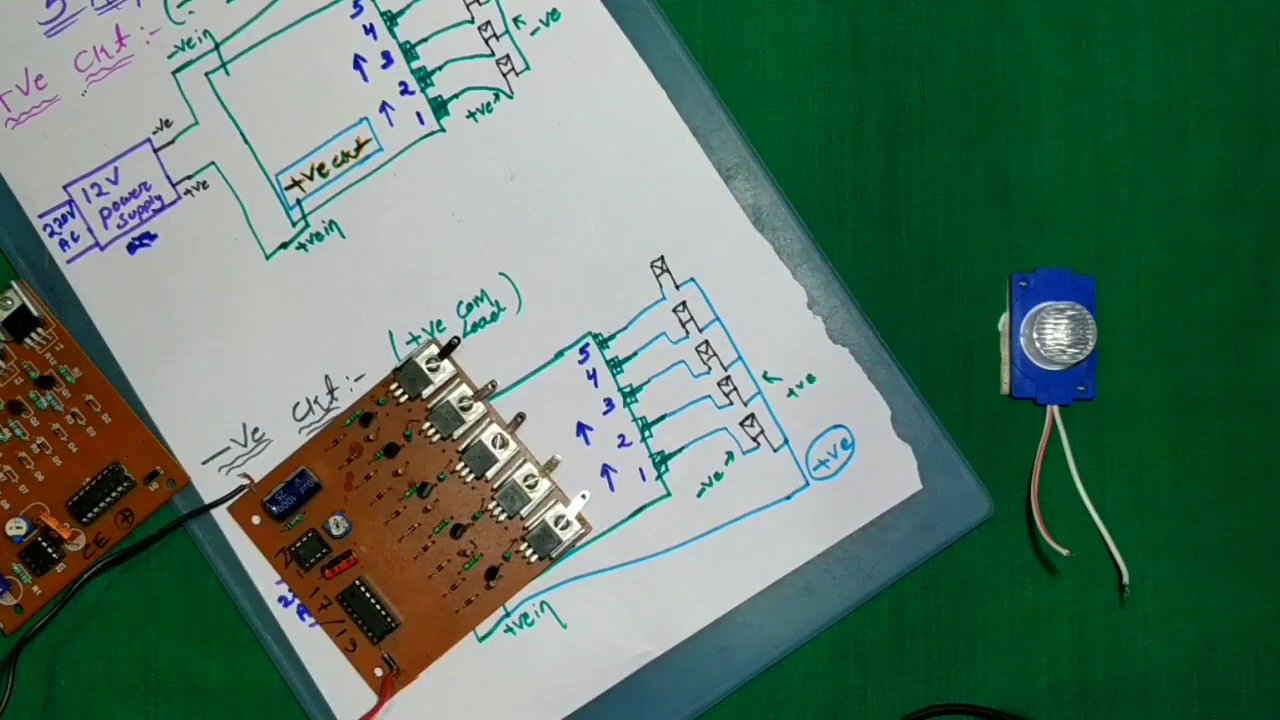 +Ve Ckt :-
-vein
5
4
3
2
1
-ve
+ve
-ve
+ve
+Ve ckt
12V
power
supply
220V
AC
+vein
(+Ve Com
Load)
-Ve Ckt :-
5
4
3
2
1
+ve
-ve
+ve
+vein
CE